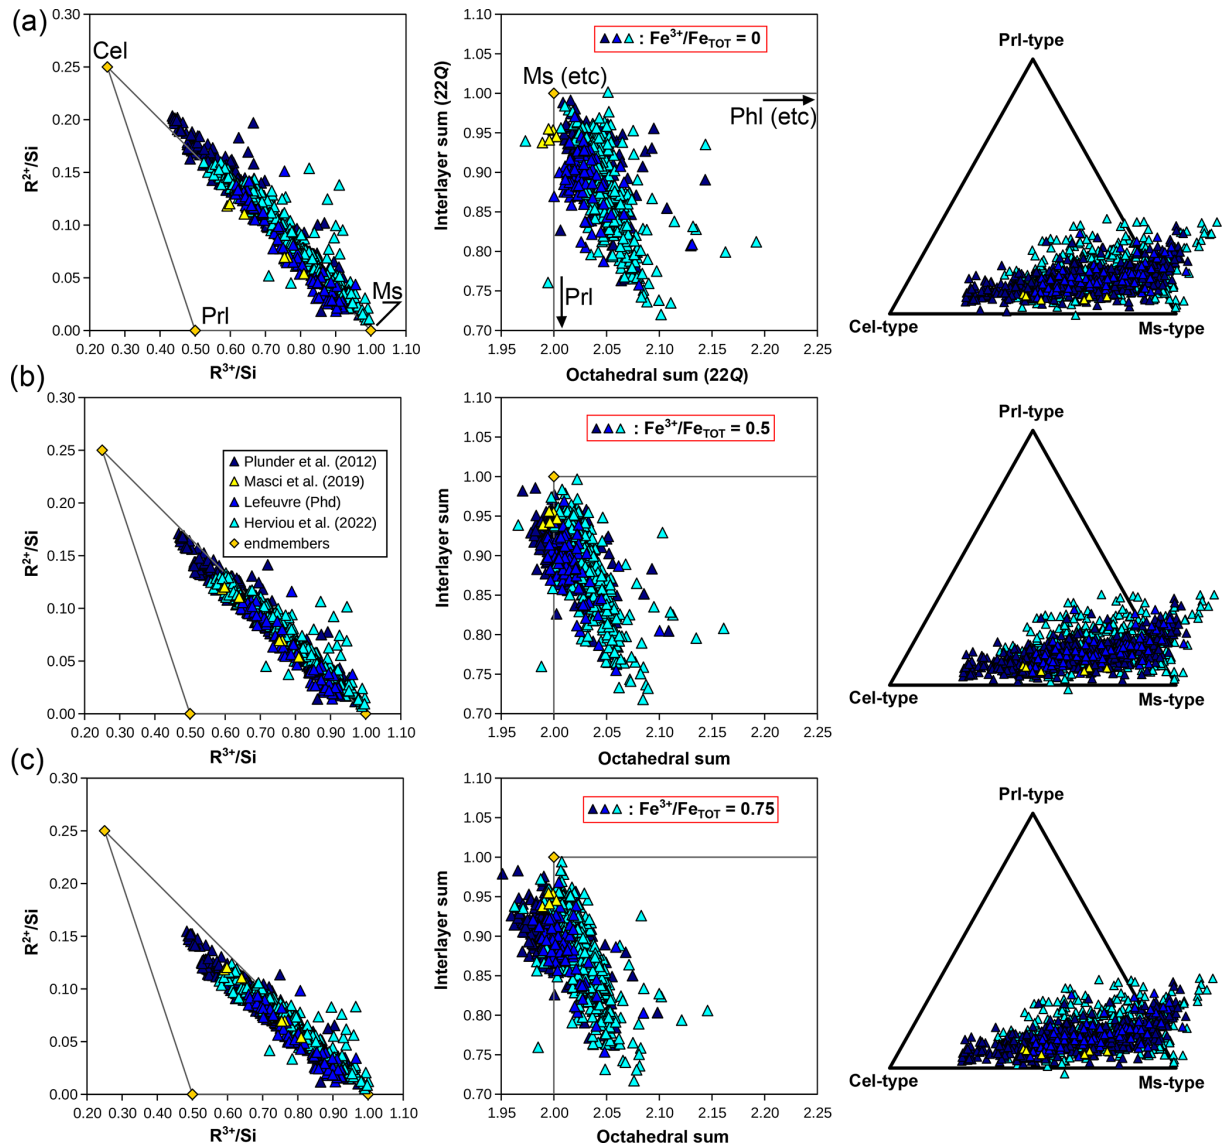 (a)
0.30
0.25
0.20
0.15
0.10
0.05
0.00
R²⁺/Si
Cel
Prl
Ms
0.20 0.30 0.40 0.50 0.60 0.70 0.80 0.90 1.00 1.10
R³⁺/Si
1.10
1.05
1.00
0.95
0.90
0.85
0.80
0.75
0.70
Interlayer sum (22Q)
: Fe³⁺/Fe_TOT = 0
Ms (etc)
Phl (etc)
Prl
1.95 2.00 2.05 2.10 2.15 2.20 2.25
Octahedral sum (22Q)
Prl-type
Cel-type
Ms-type
(b)
0.30
0.25
0.20
0.15
0.10
0.05
0.00
R²⁺/Si
Plunder et al. (2012)
Masci et al. (2019)
Lefeuvre (Phd)
Herviou et al. (2022)
endmembers
0.20 0.30 0.40 0.50 0.60 0.70 0.80 0.90 1.00 1.10
R³⁺/Si
1.10
1.05
1.00
0.95
0.90
0.85
0.80
0.75
0.70
Interlayer sum
: Fe³⁺/Fe_TOT = 0.5
1.95 2.00 2.05 2.10 2.15 2.20 2.25
Octahedral sum
Prl-type
Cel-type
Ms-type
(c)
0.30
0.25
0.20
0.15
0.10
0.05
0.00
R²⁺/Si
0.20 0.30 0.40 0.50 0.60 0.70 0.80 0.90 1.00 1.10
R³⁺/Si
1.10
1.05
1.00
0.95
0.90
0.85
0.80
0.75
0.70
Interlayer sum
: Fe³⁺/Fe_TOT = 0.75
1.95 2.00 2.05 2.10 2.15 2.20 2.25
Octahedral sum
Prl-type
Cel-type
Ms-type